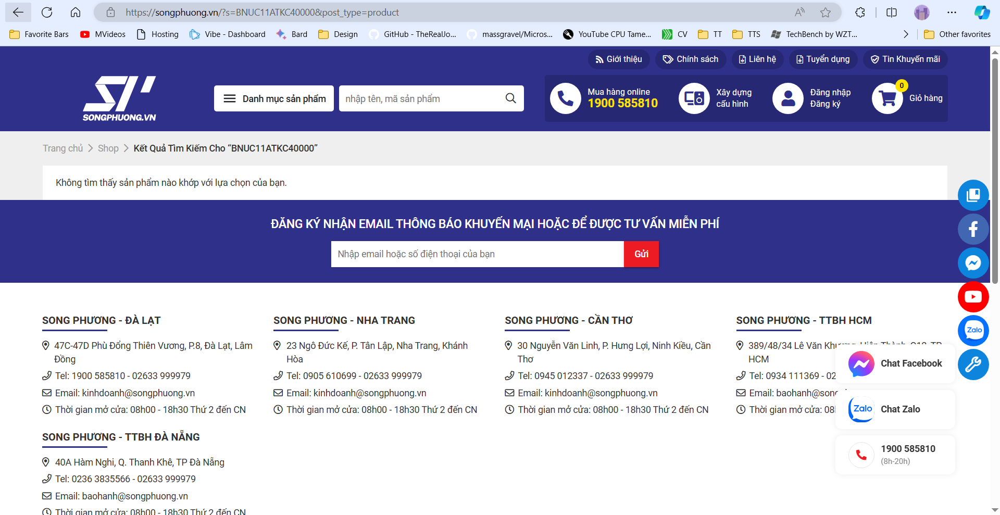 https://songphuong.vn/?s=BNUC11ATKC40000&post_type=product
Favorite Bars
MVideos
Hosting
Vibe - Dashboard
Bard
Design
GitHub - TheRealJo...
massgravel/Micros...
YouTube CPU Tame...
CV
TT
TTS
TechBench by WZT...
Other favorites
Giới thiệu
Chính sách
Liên hệ
Tuyển dụng
Tin Khuyến mãi
SONGPHUONG.VN
Danh mục sản phẩm
nhập tên, mã sản phẩm
Mua hàng online
1900 585810
Xây dựng
cấu hình
Đăng nhập
Đăng ký
0
Giỏ hàng
Trang chủ
Shop
Kết Quả Tìm Kiếm Cho “BNUC11ATKC40000”
Không tìm thấy sản phẩm nào khớp với lựa chọn của bạn.
ĐĂNG KÝ NHẬN EMAIL THÔNG BÁO KHUYẾN MẠI HOẶC ĐỂ ĐƯỢC TƯ VẤN MIỄN PHÍ
Nhập email hoặc số điện thoại của bạn
Gửi
SONG PHƯƠNG - ĐÀ LẠT
47C-47D Phù Đổng Thiên Vương, P.8, Đà Lạt, Lâm
Đồng
Tel: 1900 585810 - 02633 999979
Email: kinhdoanh@songphuong.vn
Thời gian mở cửa: 08h00 - 18h30 Thứ 2 đến CN
SONG PHƯƠNG - NHA TRANG
23 Ngô Đức Kế, P. Tân Lập, Nha Trang, Khánh
Hòa
Tel: 0905 610699 - 02633 999979
Email: kinhdoanh@songphuong.vn
Thời gian mở cửa: 08h00 - 18h30 Thứ 2 đến CN
SONG PHƯƠNG - CẦN THƠ
30 Nguyễn Văn Linh, P. Hưng Lợi, Ninh Kiều, Cần
Thơ
Tel: 0945 012337 - 02633 999979
Email: kinhdoanh@songphuong.vn
Thời gian mở cửa: 08h00 - 18h30 Thứ 2 đến CN
SONG PHƯƠNG - TTBH HCM
389/48/34 Lê Văn
HCM
Tel: 0934 111369 - 02
Email: baohanh@song
Thời gian mở cửa: 08
SONG PHƯƠNG - TTBH ĐÀ NẴNG
40A Hàm Nghi, Q. Thanh Khê, TP Đà Nẵng
Tel: 0236 3835566 - 02633 999979
Email: baohanh@songphuong.vn
Thời gian mở cửa: 08h00 - 18h30 Thứ 2 đến CN
Zalo
Chat Facebook
Zalo
Chat Zalo
1900 585810
(8h-20h)